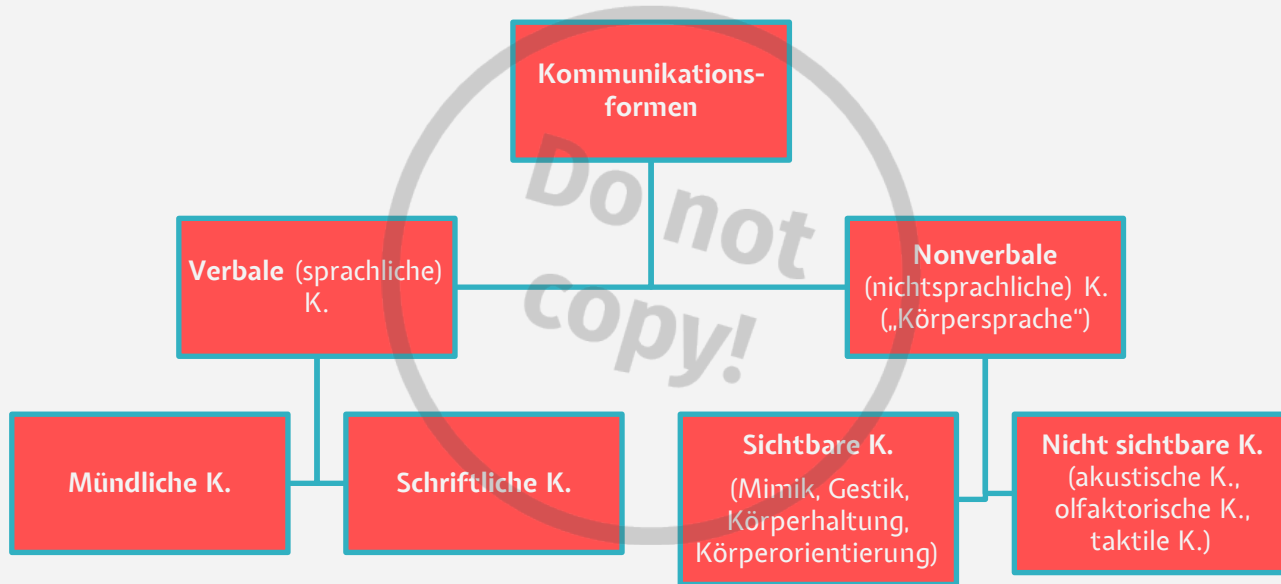 Kommunikations-
formen
Do not
copy!
Verbale (sprachliche)
K.
Nonverbale
(nichtsprachliche) K.
(„Körpersprache“)
Mündliche K.
Schriftliche K.
Sichtbare K.
(Mimik, Gestik,
Körperhaltung,
Körperorientierung)
Nicht sichtbare K.
(akustische K.,
olfaktorische K.,
taktile K.)